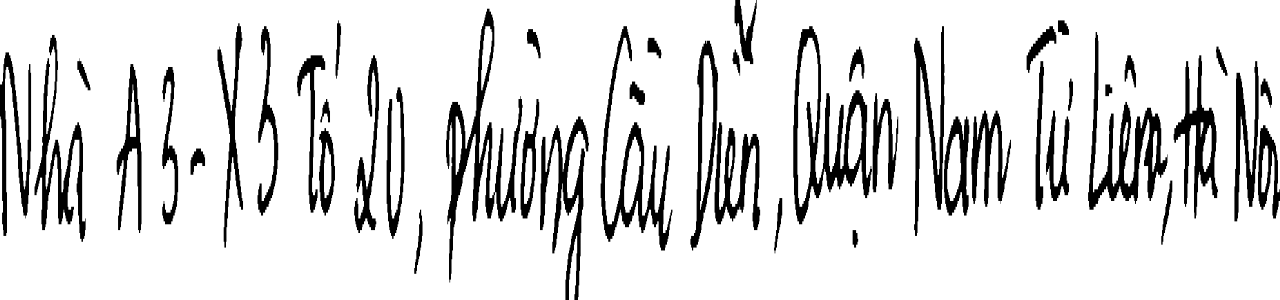 Nhà A3-X3 Tổ 20, phường Cầu Diễn, Quận Nam Từ Liêm, Hà Nội